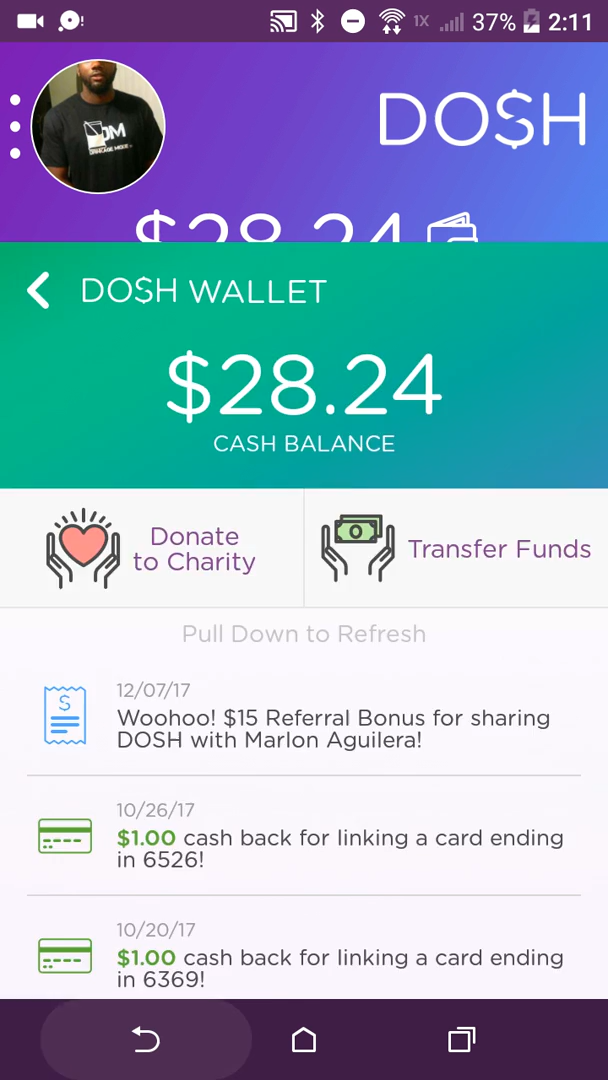 1X 37% 2:11
DO$H
$28.24
DO$H WALLET
$28.24
CASH BALANCE
Donate
to Charity
Transfer Funds
Pull Down to Refresh
12/07/17
Woohoo! $15 Referral Bonus for sharing
DOSH with Marlon Aguilera!
10/26/17
$1.00 cash back for linking a card ending
in 6526!
10/20/17
$1.00 cash back for linking a card ending
in 6369!